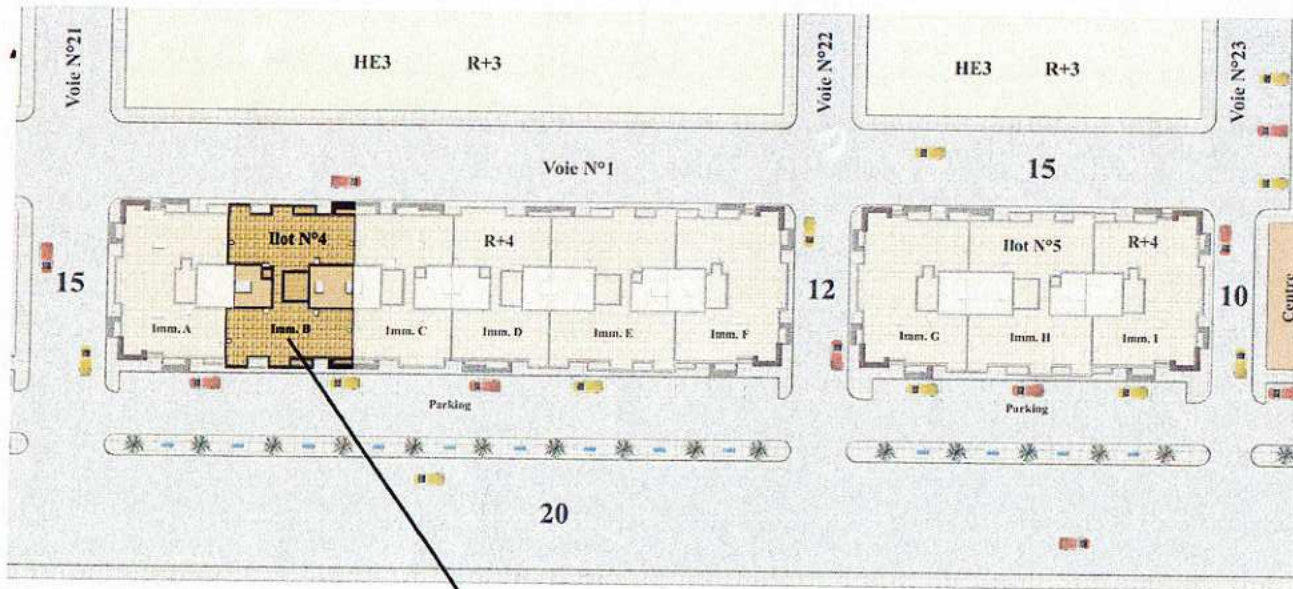 Voie N°21
HE3 R+3
Voie N°22
HE3 R+3
Voie N°23
Voie N°1
15
Ilot N°4
R+4
Ilot N°5
R+4
15
12
10
Centre
Imm. A
Imm. B
Imm. C
Imm. D
Imm. E
Imm. F
Imm. G
Imm. H
Imm. I
Parking
Parking
20